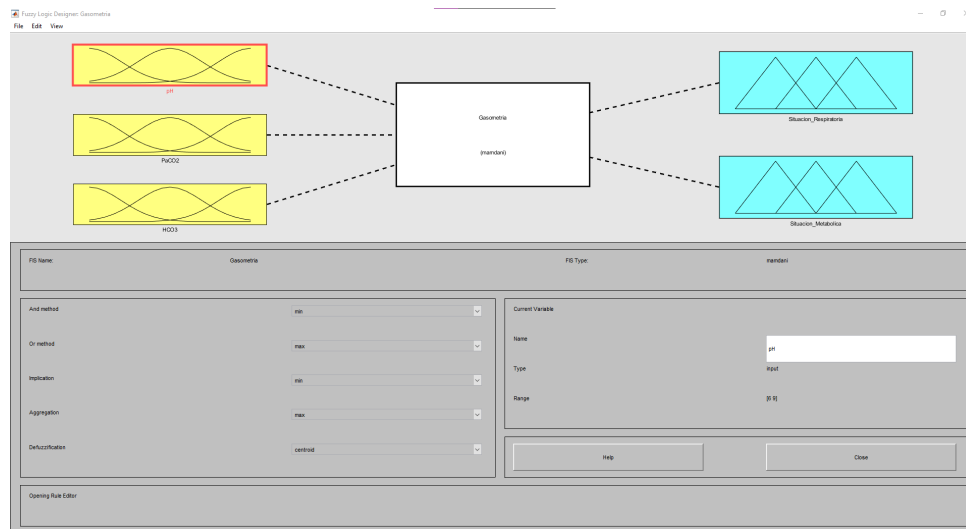 Fuzzy Logic Designer: Gasometria
File Edit View
pH
PaCO2
HCO3
Gasometria
(mamdani)
Situacion_Respiratoria
Situacion_Metabolica
FIS Name: Gasometria FIS Type: mamdani
And method min
Or method max
Implication min
Aggregation max
Defuzzification centroid
Current Variable
Name pH
Type input
Range [6 9]
Help Close
Opening Rule Editor